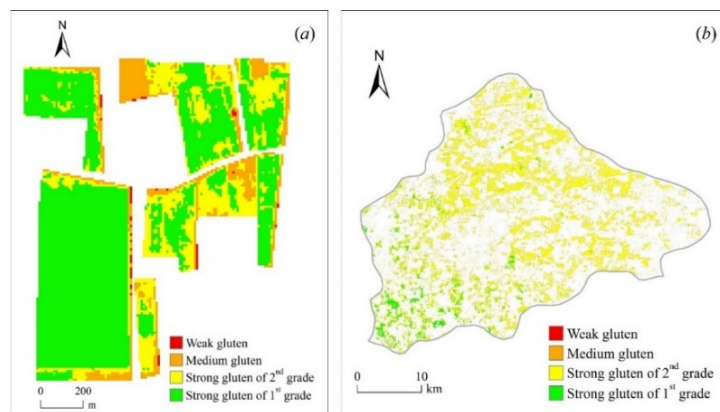 (a)
N
Weak gluten
Medium gluten
Strong gluten of 2nd grade
Strong gluten of 1st grade
0 200
m
(b)
N
Weak gluten
Medium gluten
Strong gluten of 2nd grade
Strong gluten of 1st grade
0 10
km